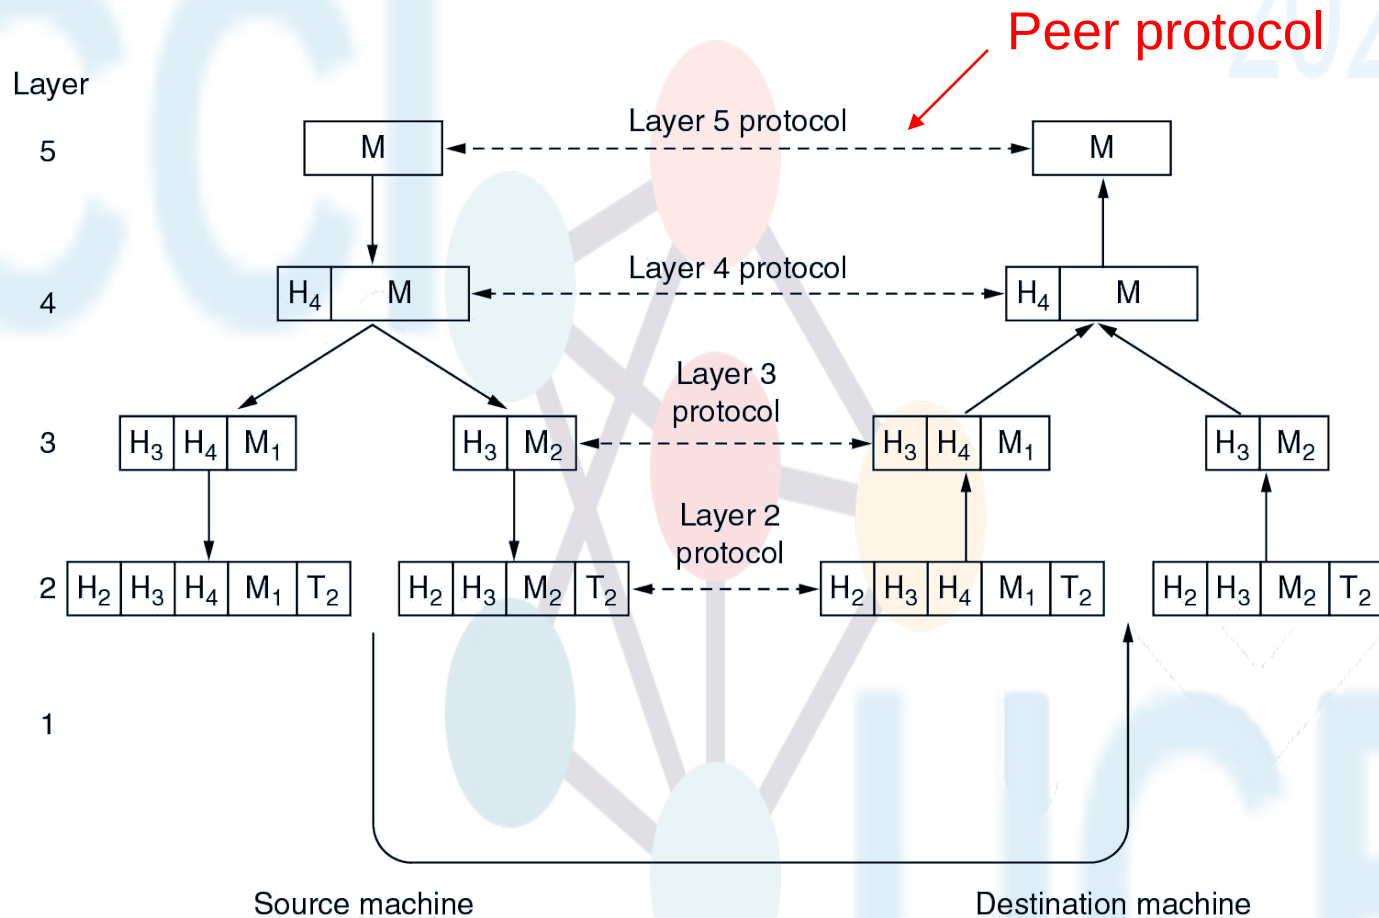 Peer protocol
Layer
5
M
Layer 5 protocol
M
4
H4 M
Layer 4 protocol
H4 M
3
H3 H4 M1
H3 M2
Layer 3
protocol
H3 H4 M1
H3 M2
2
H2 H3 H4 M1 T2
H2 H3 M2 T2
Layer 2
protocol
H2 H3 H4 M1 T2
H2 H3 M2 T2
1
Source machine
Destination machine